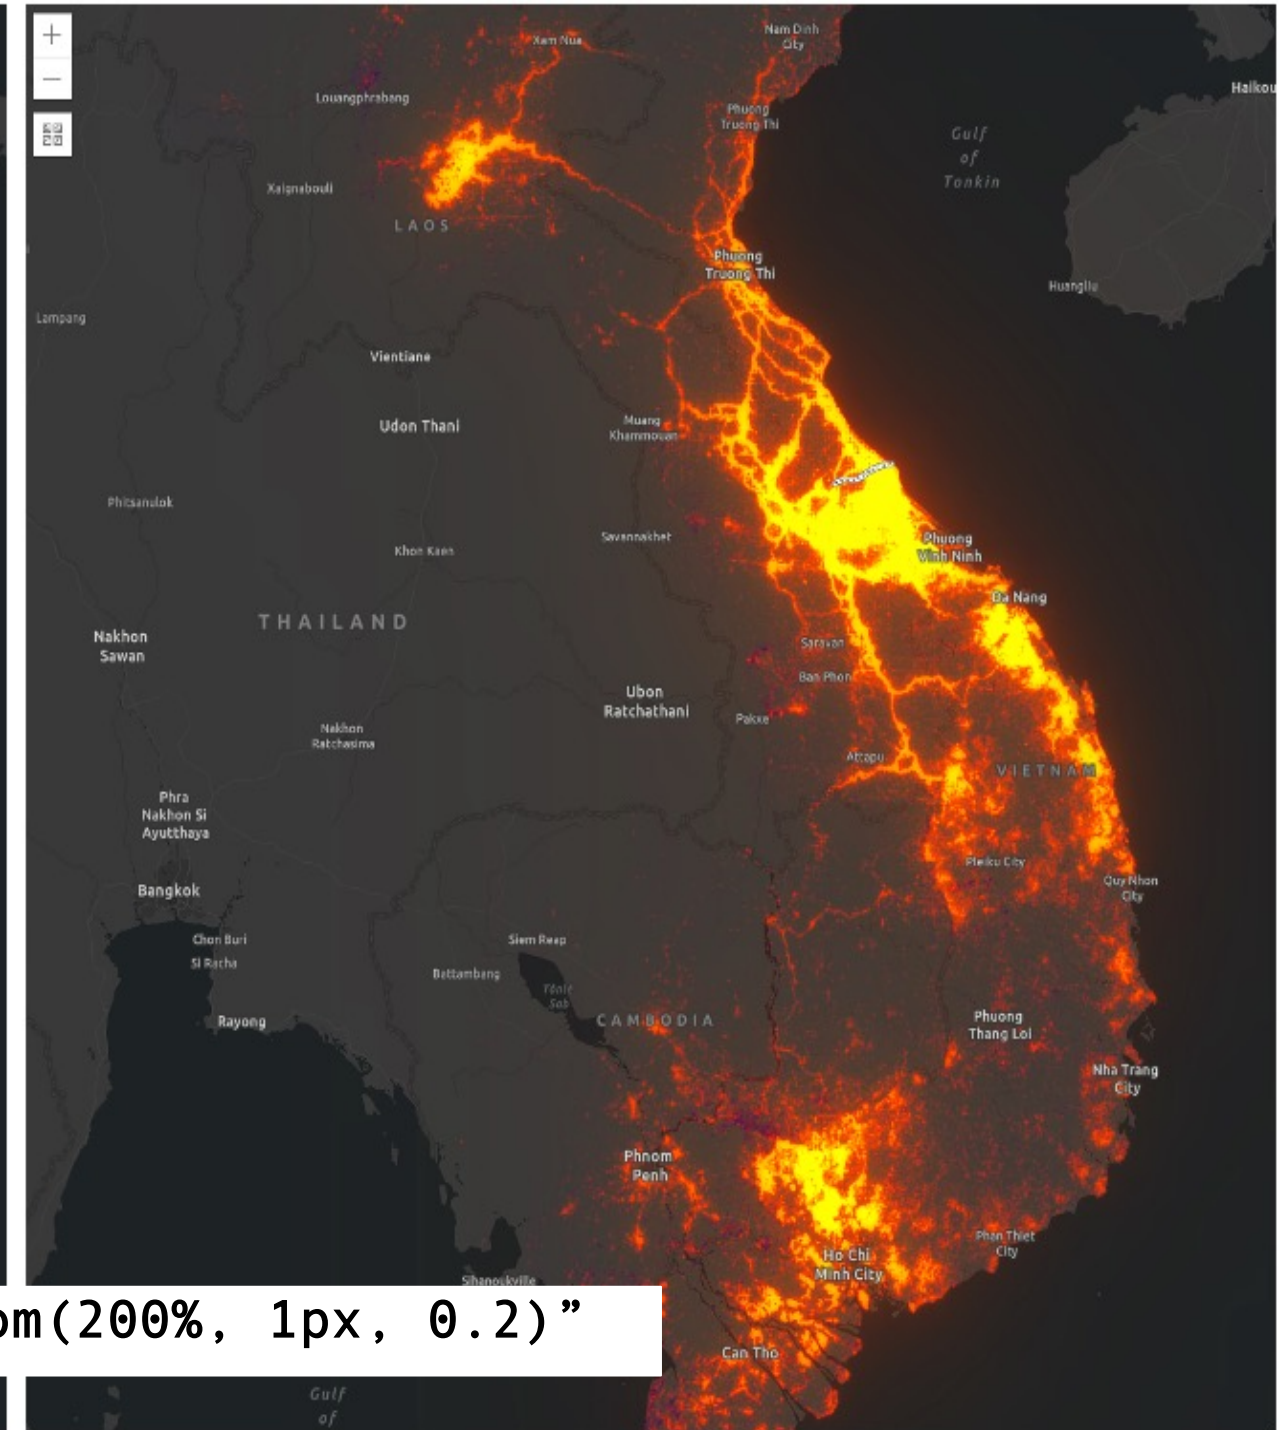 +
Xam Nua
Nam Dinh
City
−
Louangphrabang
Haikou
Phuong
Truong Thi
Gulf
of
Tonkin
Xaignabouli
LAOS
Phuong
Truong Thi
Huangliu
Lampang
Vientiane
Udon Thani
Muang
Khammouan
Phitsanulok
Savannakhet
Khon Kaen
Phuong
Vinh Ninh
Da Nang
THAILAND
Nakhon
Sawan
Saravan
Ban Phon
Ubon
Ratchathani
Pakxe
Nakhon
Ratchasima
Attapu
VIETNAM
Phra
Nakhon Si
Ayutthaya
Pleiku City
Bangkok
Quy Nhon
City
Chon Buri
Siem Reap
Si Racha
Battambang
Tônlé
Sab
Rayong
CAMBODIA
Phuong
Thang Loi
Nha Trang
City
Phnom
Penh
Phan Thiet
City
Ho Chi
Minh City
Sihanoukville
om(200%, 1px, 0.2)”
Can Tho
Gulf
of